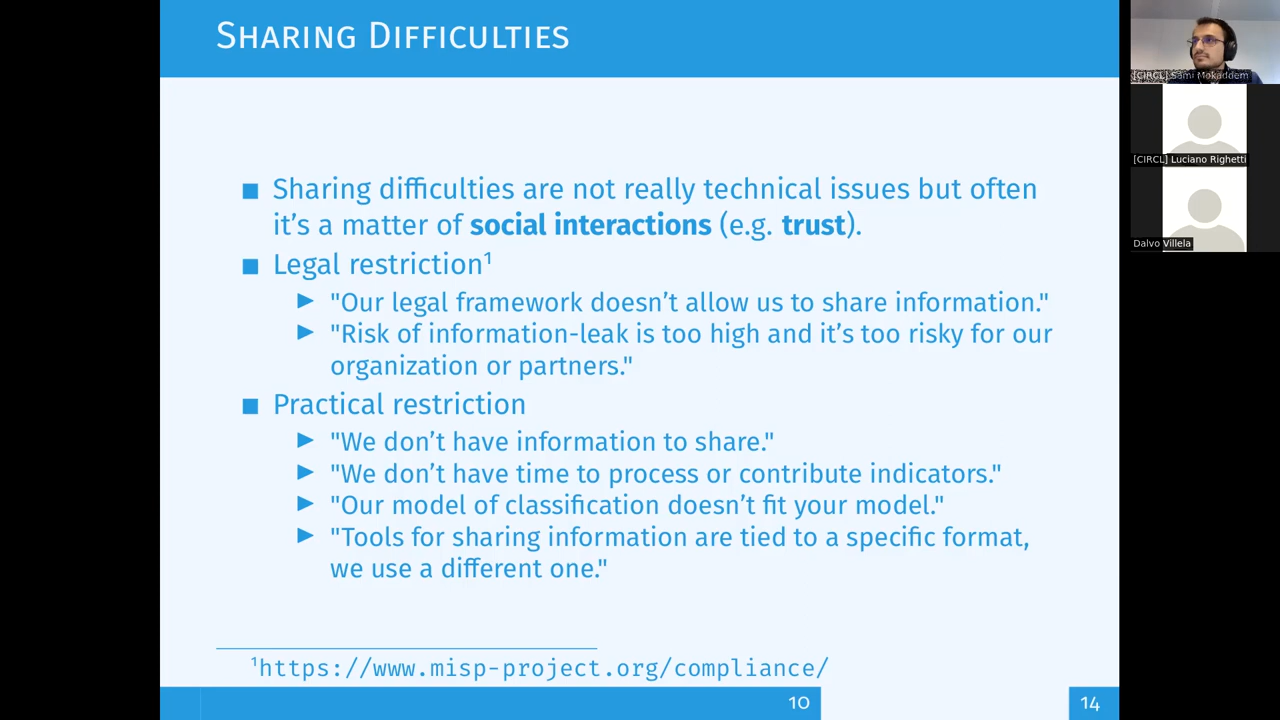 Sharing Difficulties
■ Sharing difficulties are not really technical issues but often
it’s a matter of social interactions (e.g. trust).
■ Legal restriction¹
▶ "Our legal framework doesn’t allow us to share information."
▶ "Risk of information-leak is too high and it’s too risky for our
organization or partners."
■ Practical restriction
▶ "We don’t have information to share."
▶ "We don’t have time to process or contribute indicators."
▶ "Our model of classification doesn’t fit your model."
▶ "Tools for sharing information are tied to a specific format,
we use a different one."
¹https://www.misp-project.org/compliance/
10
14
[CIRCL] Sami Mokaddem
[CIRCL] Luciano Righetti
Dalvo Villela